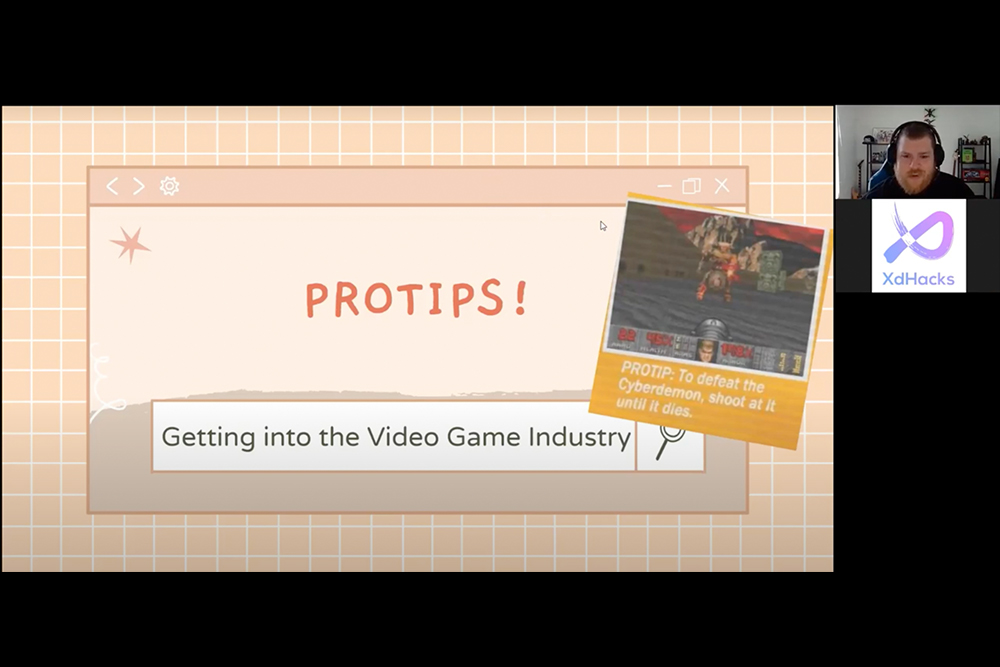 PROTIPS!
Getting into the Video Game Industry
PROTIP: To defeat the
Cyberdemon, shoot at it
until it dies.
XdHacks